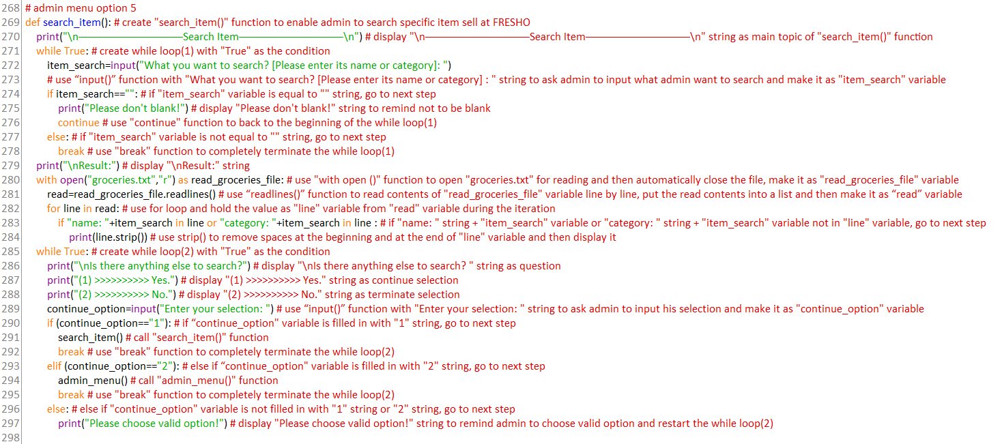 268 # admin menu option 5
269 def search_item(): # create "search_item()" function to enable admin to search specific item sell at FRESHO
270 print("\n———————————Search Item———————————\n") # display "\n———————————Search Item———————————\n" string as main topic of "search_item()" function
271 while True: # create while loop(1) with "True" as the condition
272 item_search=input("What you want to search? [Please enter its name or category]: ")
273 # use “input()” function with "What you want to search? [Please enter its name or category] : " string to ask admin to input what admin want to search and make it as "item_search" variable
274 if item_search=="": # if "item_search" variable is equal to "" string, go to next step
275 print("Please don't blank!") # display "Please don't blank!" string to remind not to be blank
276 continue # use "continue" function to back to the beginning of the while loop(1)
277 else: # if "item_search" variable is not equal to "" string, go to next step
278 break # use "break" function to completely terminate the while loop(1)
279 print("\nResult:") # display "\nResult:" string
280 with open("groceries.txt","r") as read_groceries_file: # use "with open ()" function to open "groceries.txt" for reading and then automatically close the file, make it as "read_groceries_file" variable
281 read=read_groceries_file.readlines() # use “readlines()” function to read contents of "read_groceries_file" variable line by line, put the read contents into a list and then make it as “read” variable
282 for line in read: # use for loop and hold the value as "line" variable from "read" variable during the iteration
283 if "name: "+item_search in line or "category: "+item_search in line : # if "name: " string + "item_search" variable or "category: " string + "item_search" variable not in "line" variable, go to next step
284 print(line.strip()) # use strip() to remove spaces at the beginning and at the end of "line" variable and then display it
285 while True: # create while loop(2) with "True" as the condition
286 print("\nIs there anything else to search?") # display "\nIs there anything else to search? " string as question
287 print("(1) >>>>>>>>>> Yes.") # display "(1) >>>>>>>>>> Yes." string as continue selection
288 print("(2) >>>>>>>>>> No.") # display "(2) >>>>>>>>>> No." string as terminate selection
289 continue_option=input("Enter your selection: ") # use “input()” function with "Enter your selection: " string to ask admin to input his selection and make it as "continue_option" variable
290 if (continue_option=="1"): # if “continue_option" variable is filled in with "1" string, go to next step
291 search_item() # call "search_item()" function
292 break # use "break" function to completely terminate the while loop(2)
293 elif (continue_option=="2"): # else if “continue_option" variable is filled in with "2" string, go to next step
294 admin_menu() # call "admin_menu()" function
295 break # use "break" function to completely terminate the while loop(2)
296 else: # else if "continue_option" variable is not filled in with "1" string or "2" string, go to next step
297 print("Please choose valid option!") # display "Please choose valid option!" string to remind admin to choose valid option and restart the while loop(2)
298